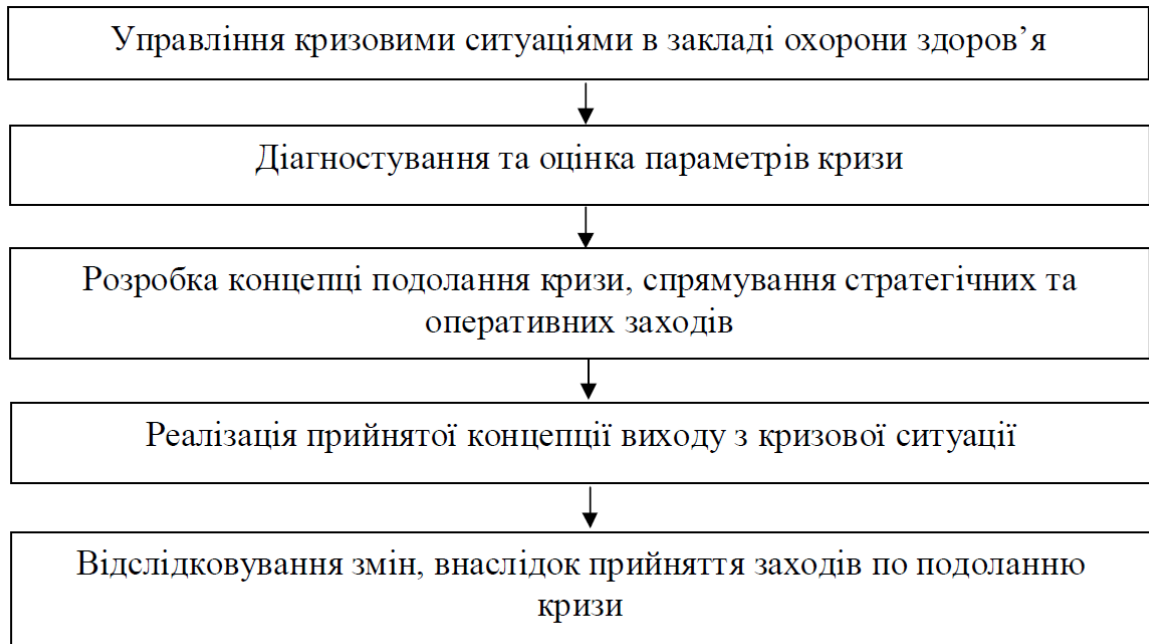 Управління кризовими ситуаціями в закладі охорони здоров’я
Діагностування та оцінка параметрів кризи
Розробка концепці подолання кризи, спрямування стратегічних та
оперативних заходів
Реалізація прийнятої концепції виходу з кризової ситуації
Відслідковування змін, внаслідок прийняття заходів по подоланню
кризи